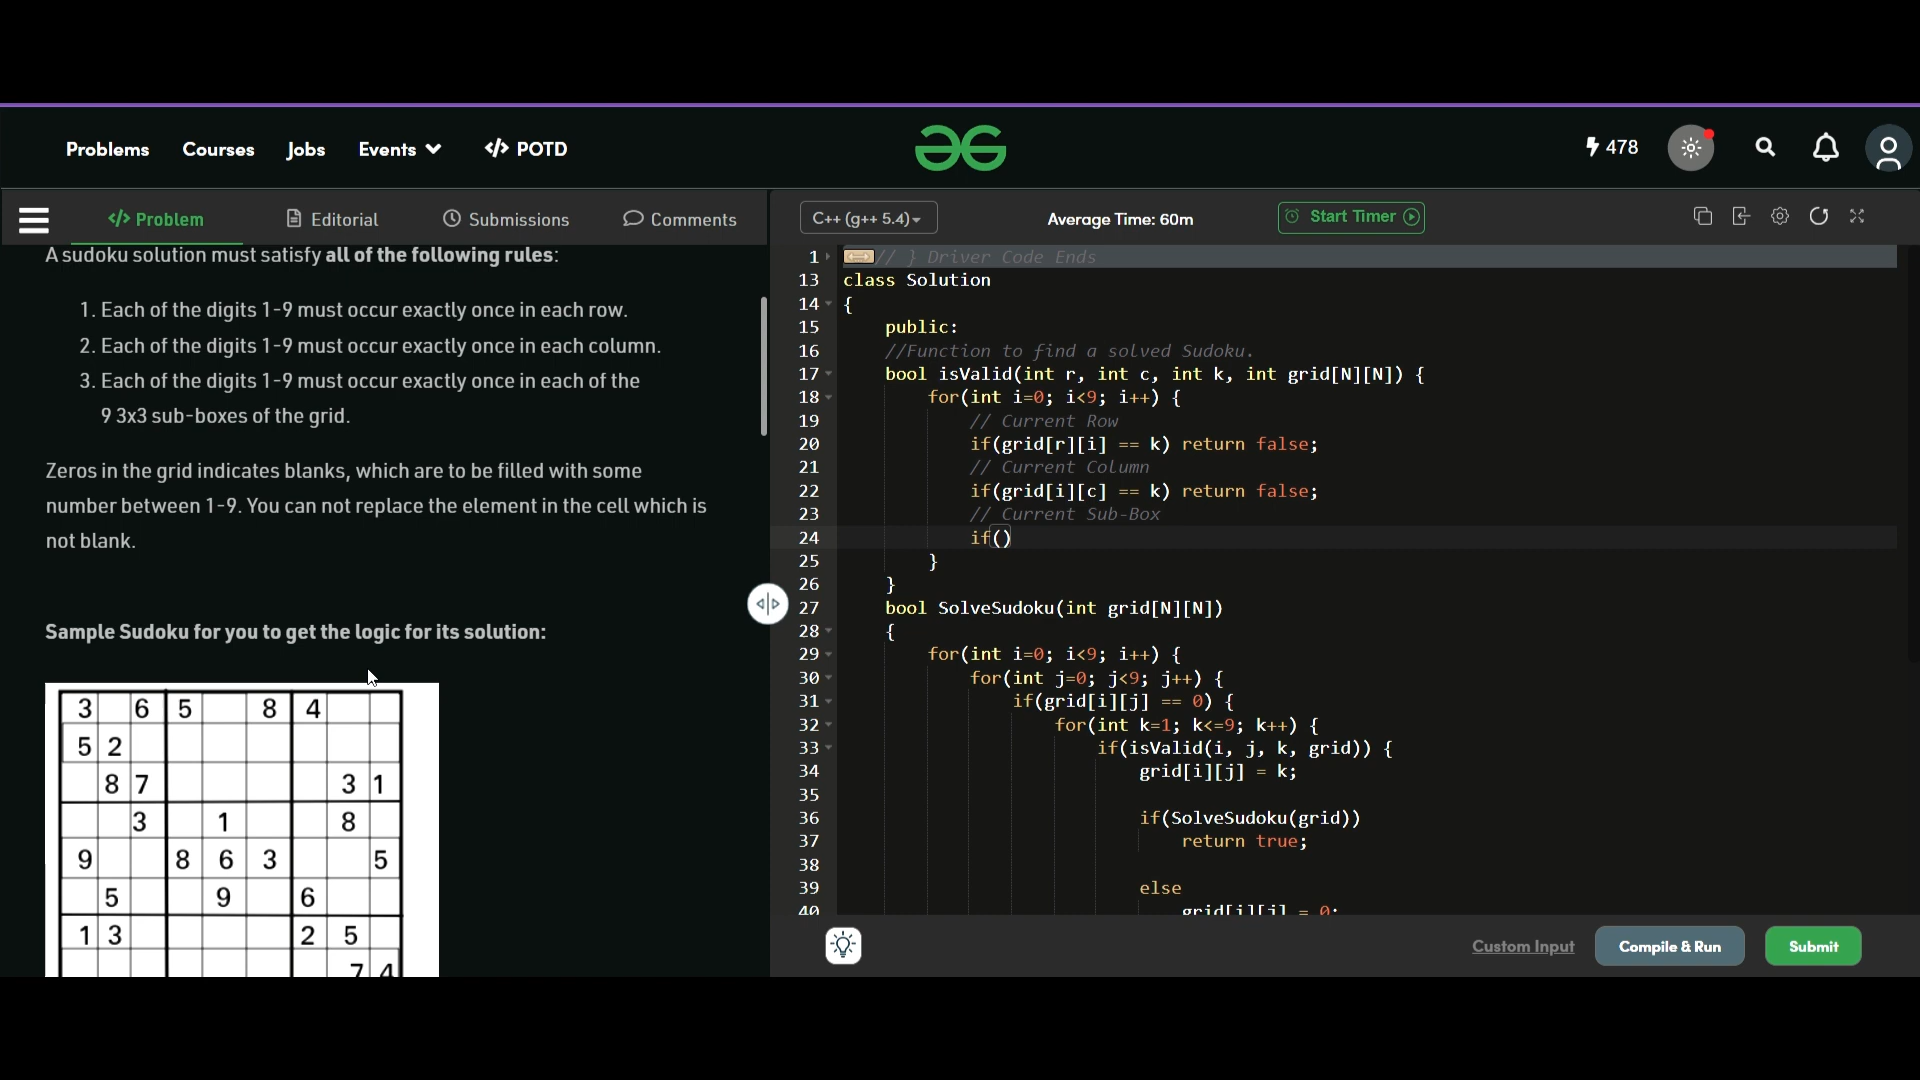 Problems Courses Jobs Events </> POTD
478
</> Problem Editorial Submissions Comments
C++ (g++ 5.4) Average Time: 60m Start Timer
A sudoku solution must satisfy all of the following rules:
1. Each of the digits 1-9 must occur exactly once in each row.
2. Each of the digits 1-9 must occur exactly once in each column.
3. Each of the digits 1-9 must occur exactly once in each of the
9 3x3 sub-boxes of the grid.
Zeros in the grid indicates blanks, which are to be filled with some
number between 1-9. You can not replace the element in the cell which is
not blank.
Sample Sudoku for you to get the logic for its solution:
3 6 5 8 4
5 2
8 7 3 1
3 1 8
9 8 6 3 5
5 9 6
1 3 2 5
7 4
1 // } Driver Code Ends
13 class Solution
14 {
15 public:
16 //Function to find a solved Sudoku.
17 bool isValid(int r, int c, int k, int grid[N][N]) {
18 for(int i=0; i<9; i++) {
19 // Current Row
20 if(grid[r][i] == k) return false;
21 // Current Column
22 if(grid[i][c] == k) return false;
23 // Current Sub-Box
24 if()
25 }
26 }
27 bool SolveSudoku(int grid[N][N])
28 {
29 for(int i=0; i<9; i++) {
30 for(int j=0; j<9; j++) {
31 if(grid[i][j] == 0) {
32 for(int k=1; k<=9; k++) {
33 if(isValid(i, j, k, grid)) {
34 grid[i][j] = k;
35
36 if(SolveSudoku(grid))
37 return true;
38
39 else
40 grid[i][j] = 0;
Custom Input Compile & Run Submit